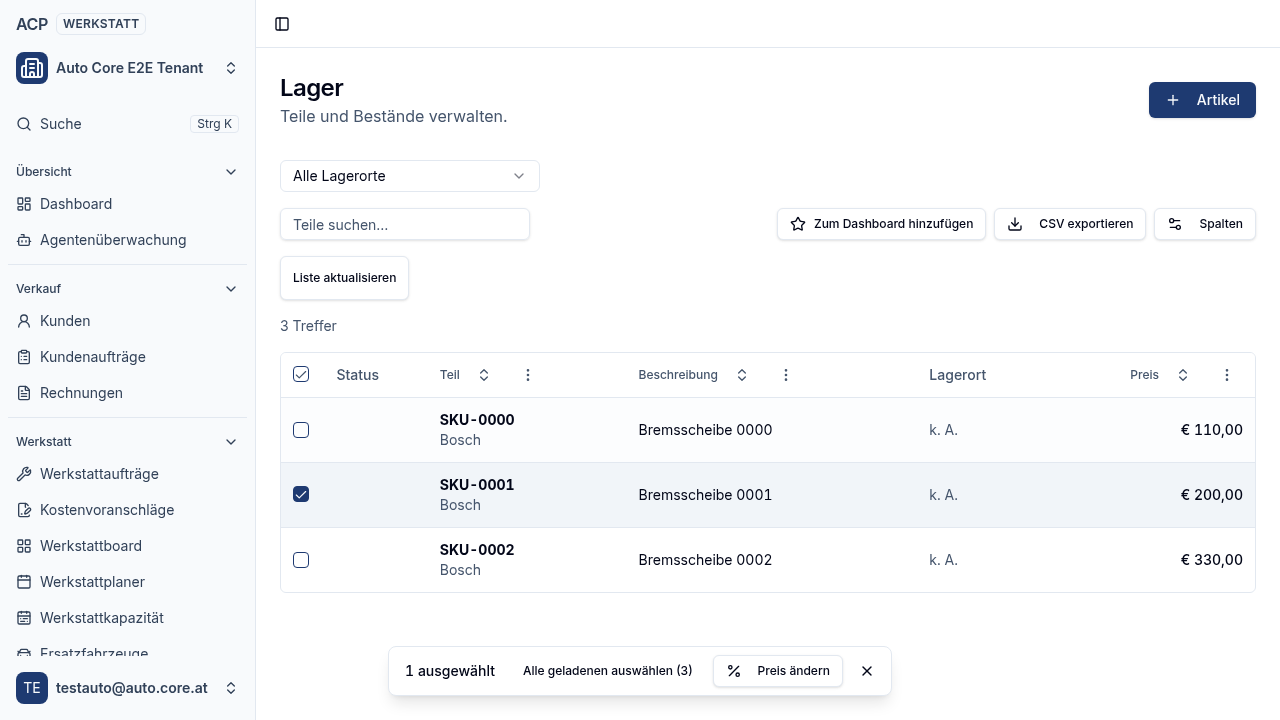 ACP WERKSTATT
Auto Core E2E Tenant
Suche Strg K
Übersicht
Dashboard
Agentenüberwachung
Verkauf
Kunden
Kundenaufträge
Rechnungen
Werkstatt
Werkstattaufträge
Kostenvoranschläge
Werkstattboard
Werkstattplaner
Werkstattkapazität
Ersatzfahrzeuge
TE testauto@auto.core.at
Lager
Teile und Bestände verwalten.
Artikel
Alle Lagerorte
Teile suchen...
Zum Dashboard hinzufügen
CSV exportieren
Spalten
Liste aktualisieren
3 Treffer
Status Teil Beschreibung Lagerort Preis
SKU-0000
Bosch
Bremsscheibe 0000 k. A. € 110,00
SKU-0001
Bosch
Bremsscheibe 0001 k. A. € 200,00
SKU-0002
Bosch
Bremsscheibe 0002 k. A. € 330,00
1 ausgewählt Alle geladenen auswählen (3) Preis ändern